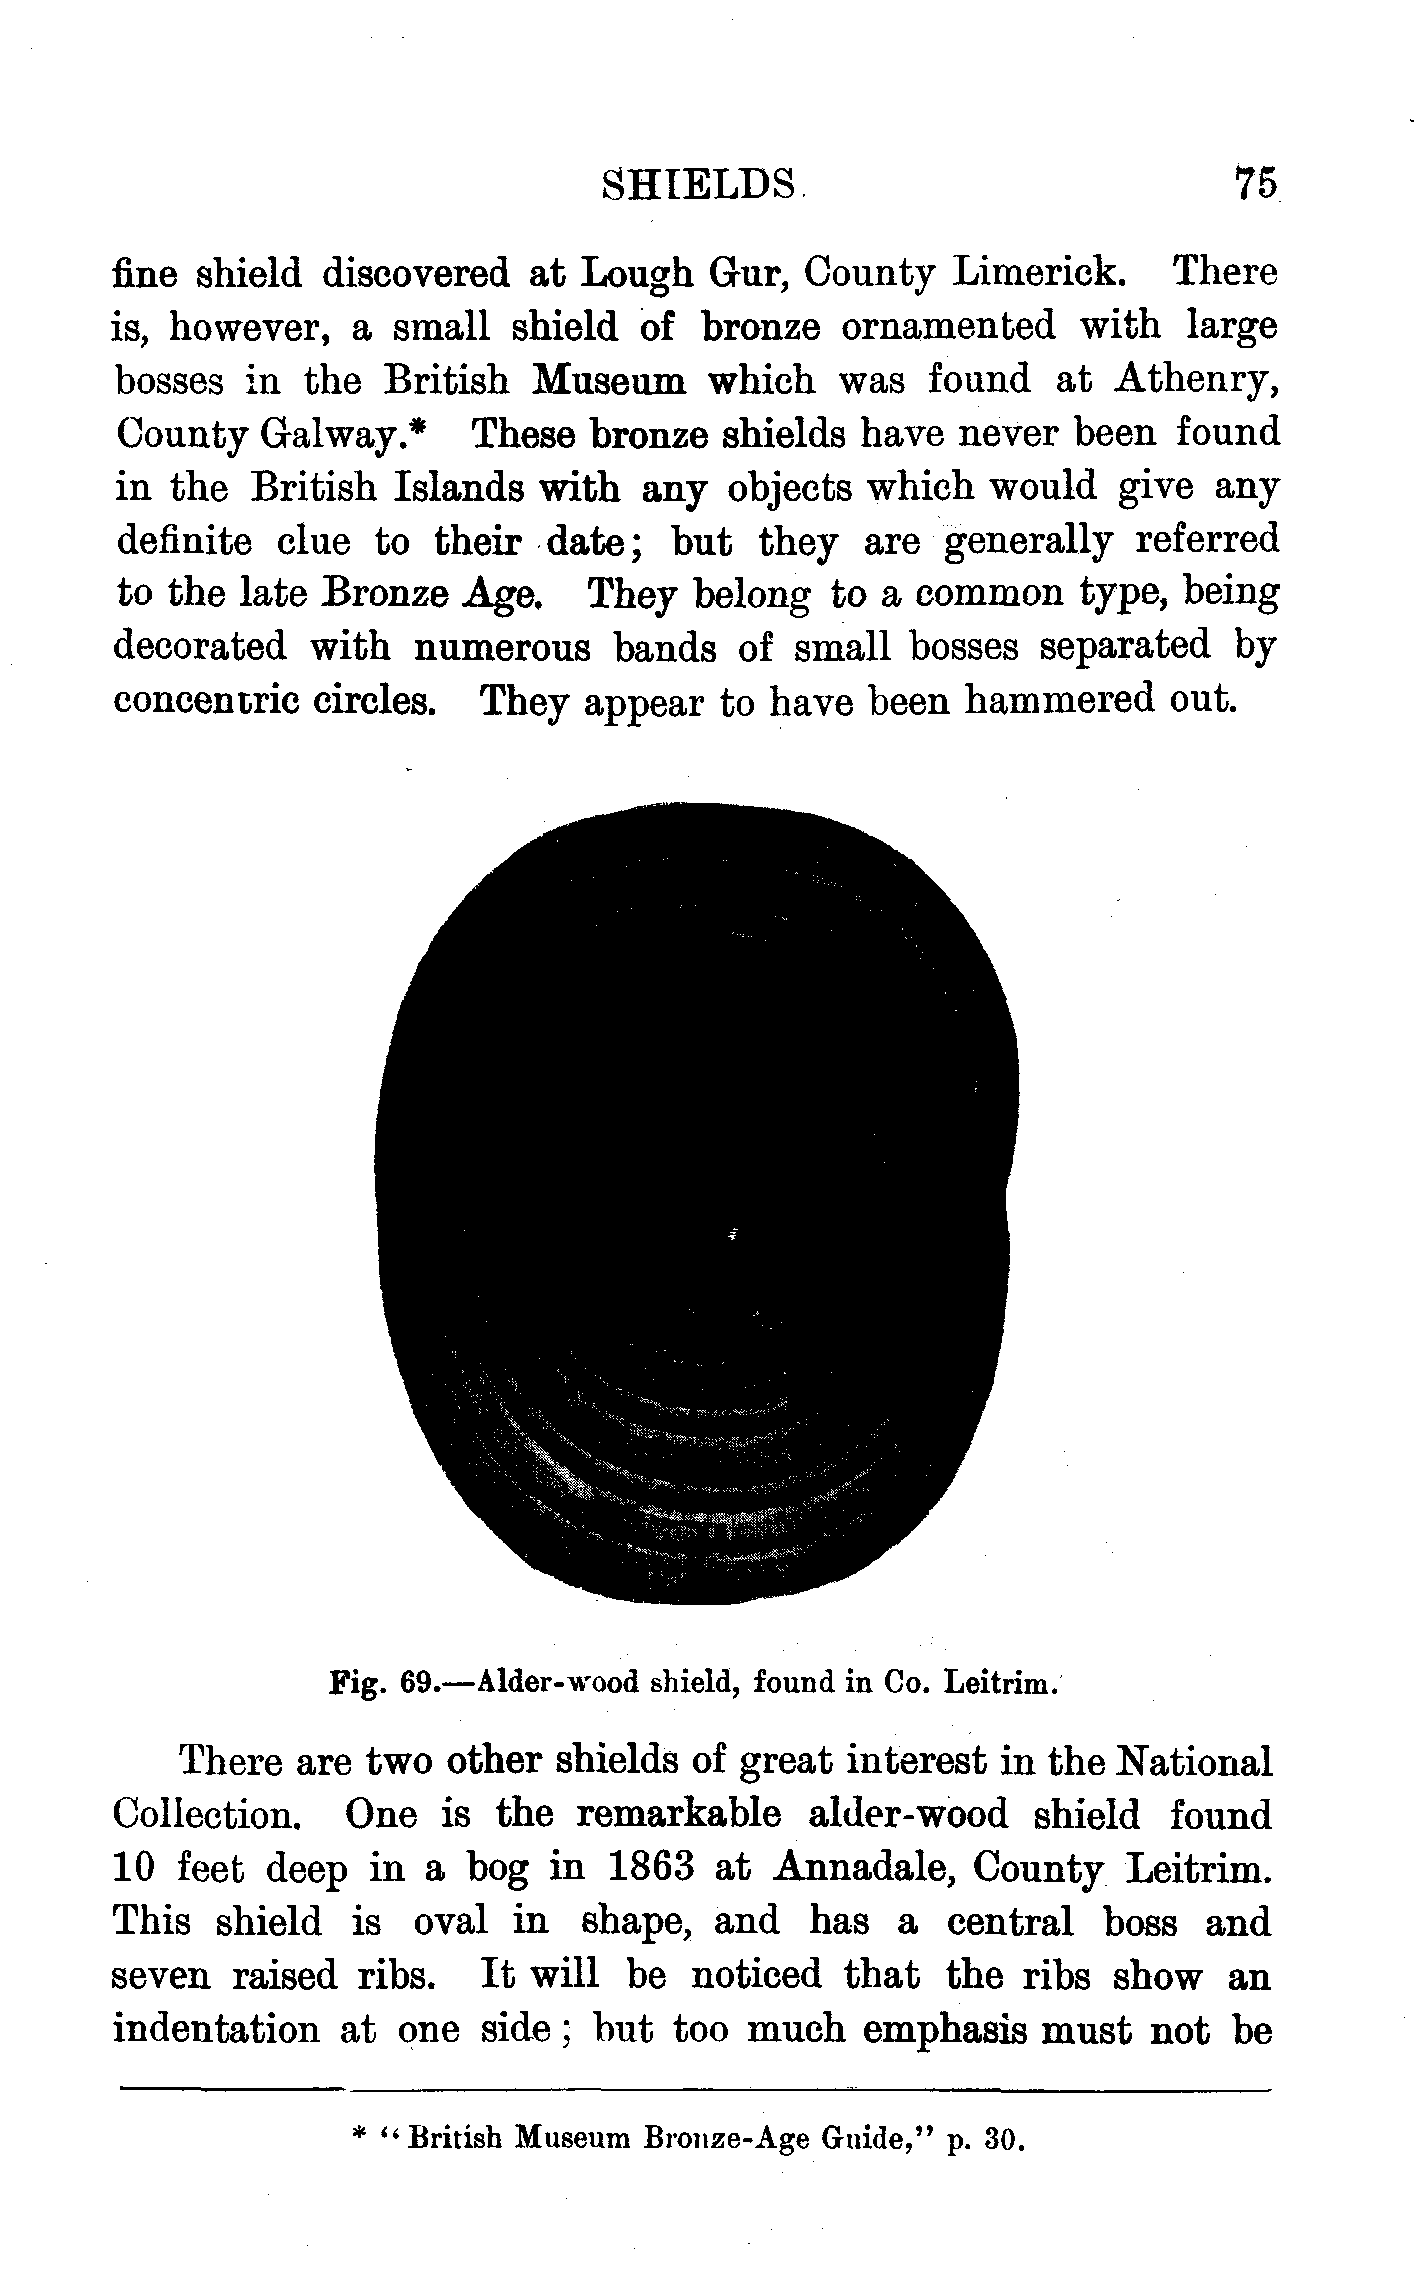 SHIELDS. 75
fine shield discovered at Lough Gur, County Limerick. There
is, however, a small shield of bronze ornamented with large
bosses in the British Museum which was found at Athenry,
County Galway.* These bronze shields have never been found
in the British Islands with any objects which would give any
definite clue to their date; but they are generally referred
to the late Bronze Age. They belong to a common type, being
decorated with numerous bands of small bosses separated by
concentric circles. They appear to have been hammered out.
Fig. 69.—Alder-wood shield, found in Co. Leitrim.
There are two other shields of great interest in the National
Collection. One is the remarkable alder-wood shield found
10 feet deep in a bog in 1863 at Annadale, County Leitrim.
This shield is oval in shape, and has a central boss and
seven raised ribs. It will be noticed that the ribs show an
indentation at one side; but too much emphasis must not be
* "British Museum Bronze-Age Guide," p. 30.